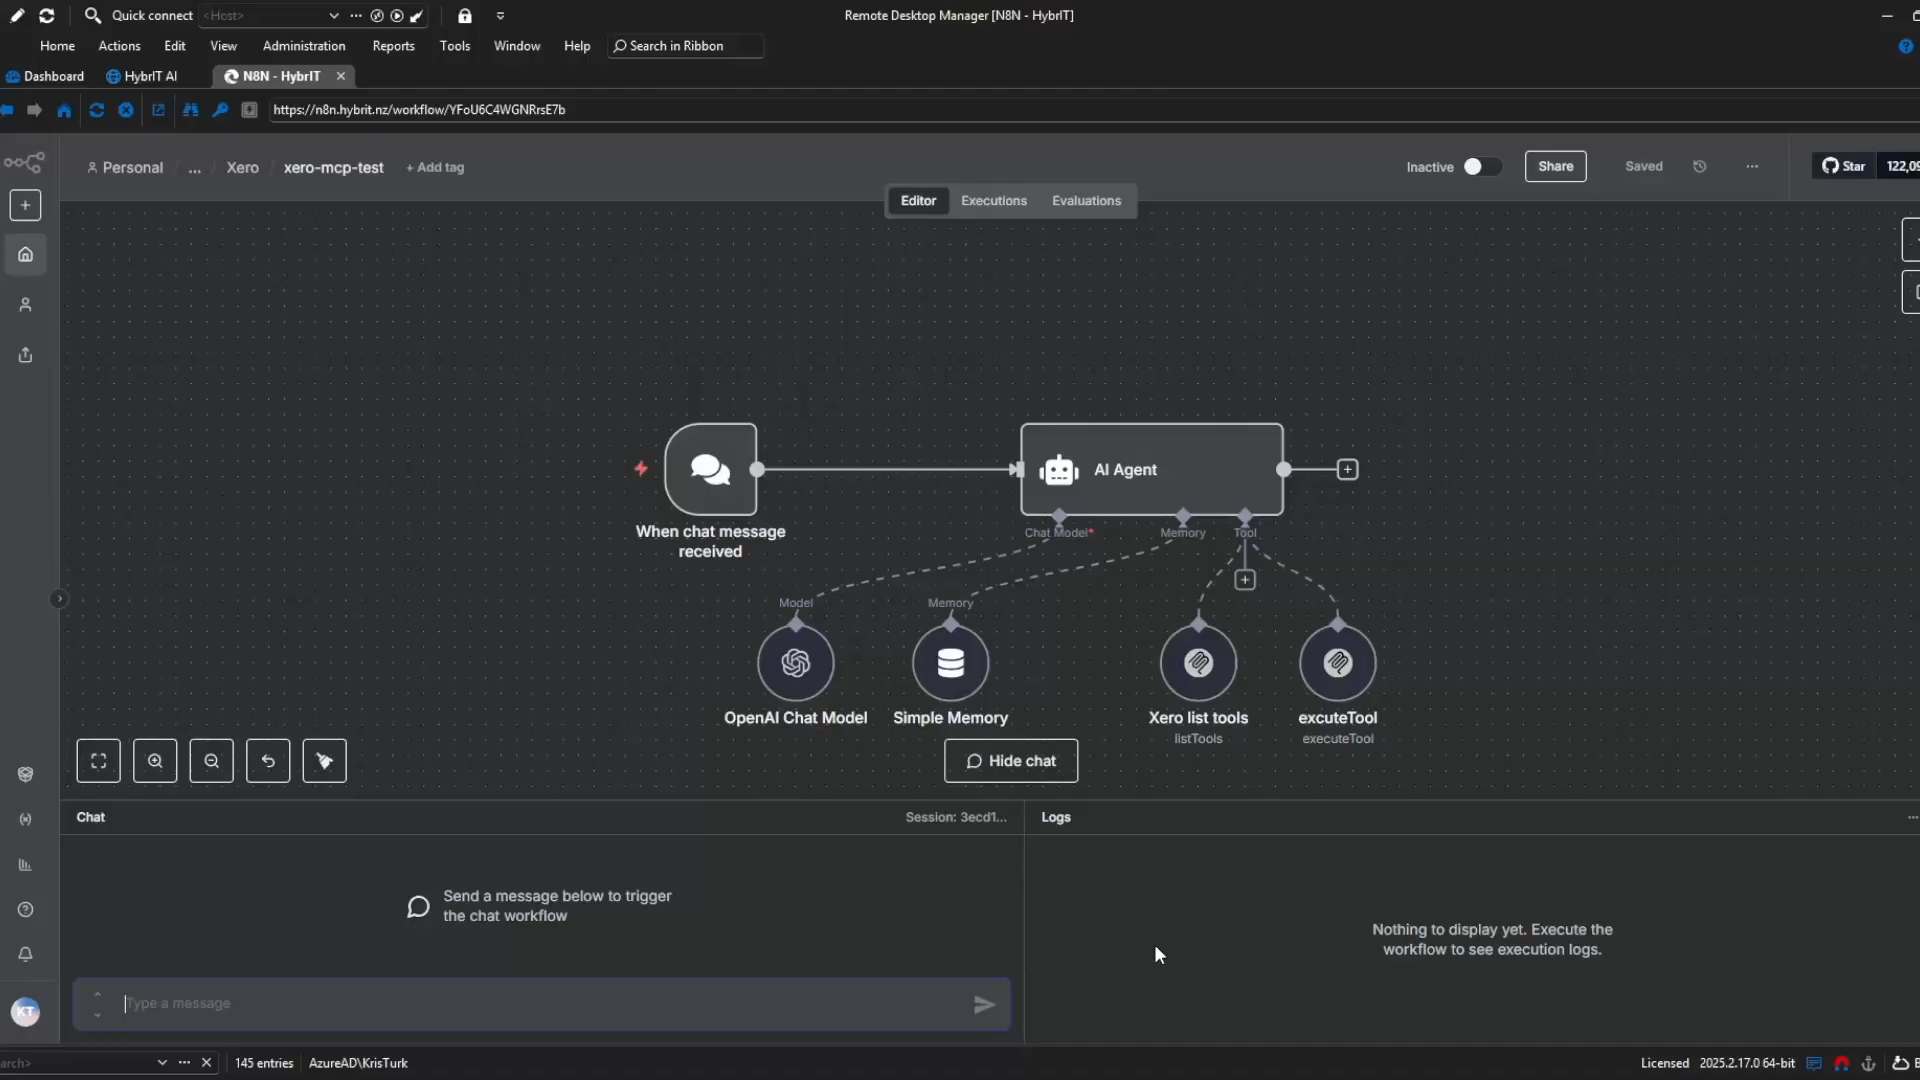 Quick connect <Host> Remote Desktop Manager [N8N - HybrIT]
Home Actions Edit View Administration Reports Tools Window Help Search in Ribbon
Dashboard HybrIT AI N8N - HybrIT
https://n8n.hybrit.nz/workflow/YFoU6C4WGNRrsE7b
Personal / ... / Xero / xero-mcp-test + Add tag Inactive Share Saved ... Star 122,09
Editor Executions Evaluations
AI Agent
When chat message
received
Chat Model* Memory Tool
Model Memory
OpenAI Chat Model Simple Memory Xero list tools excuteTool
listTools executeTool
Hide chat
Chat Session: 3ecd1... Logs
Send a message below to trigger
the chat workflow
Nothing to display yet. Execute the
workflow to see execution logs.
Type a message
KT
arch> 145 entries AzureAD\KrisTurk Licensed 2025.2.17.0 64-bit